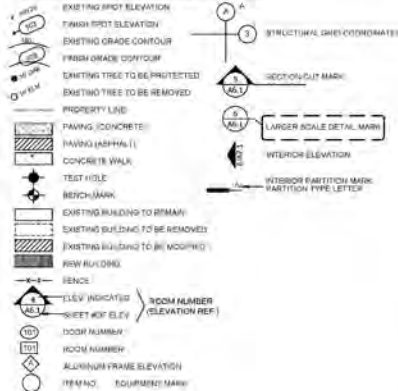 EXISTING SPOT ELEVATION
FINISH SPOT ELEVATION
EXISTING GRADE CONTOUR
FINISH GRADE CONTOUR
EXISTING TREE TO BE PROTECTED
EXISTING TREE TO BE REMOVED
PROPERTY LINE
PAVING (CONCRETE)
PAVING (ASPHALT)
CONCRETE WALK
TEST HOLE
BENCH MARK
EXISTING BUILDING TO REMAIN
EXISTING BUILDING TO BE REMOVED
EXISTING BUILDING TO BE MODIFIED
NEW BUILDING
FENCE
4
A6.1
ELEV. INDICATED
SHEET # OF ELEV.
ROOM NUMBER
(ELEVATION REF.)
101
DOOR NUMBER
101
ROOM NUMBER
A
ALUMINUM FRAME ELEVATION
ITEM NO. EQUIPMENT MARK
A
A
3
STRUCTURAL GRID COORDINATES
5
A6.1
SECTION CUT MARK
6
A6.1
LARGER SCALE DETAIL MARK
INTERIOR ELEVATION
INTERIOR PARTITION MARK
PARTITION TYPE LETTER